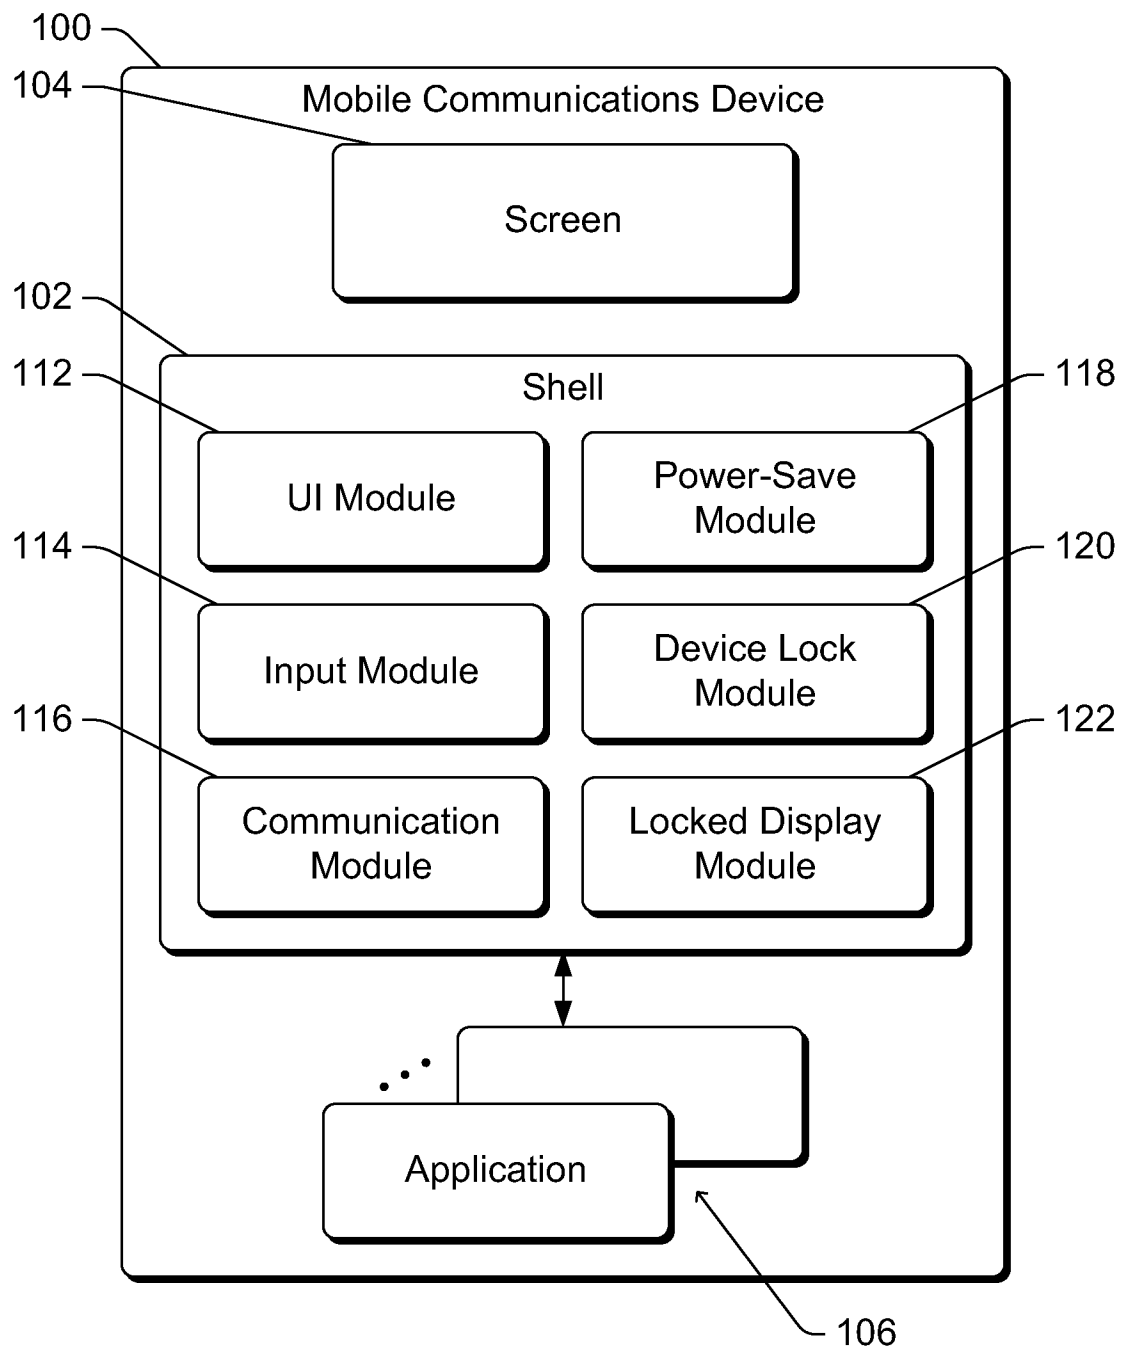 100
104
Mobile Communications Device
Screen
102
112
Shell
118
UI Module
Power-Save
Module
114
120
Input Module
Device Lock
Module
116
122
Communication
Module
Locked Display
Module
Application
106